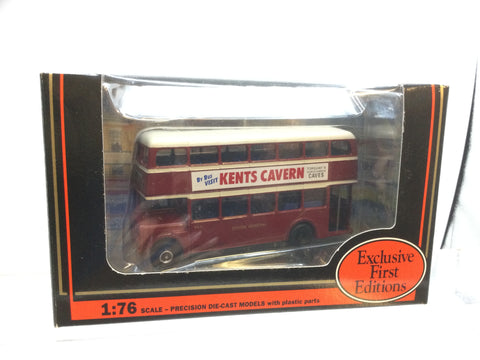 By Bus
VISIT
KENTS CAVERN
CAVES
Exclusive
First
Editions
1:76 SCALE – PRECISION DIE-CAST MODELS with plastic parts